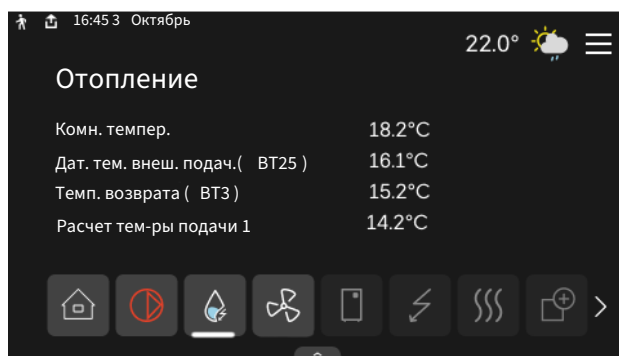 16:45 3 Октябрь
22.0°
Отопление
Комн. темпер. 18.2°C
Дат. тем. внеш. подач.( BT25 ) 16.1°C
Темп. возврата ( BT3 ) 15.2°C
Расчет тем-ры подачи 1 14.2°C